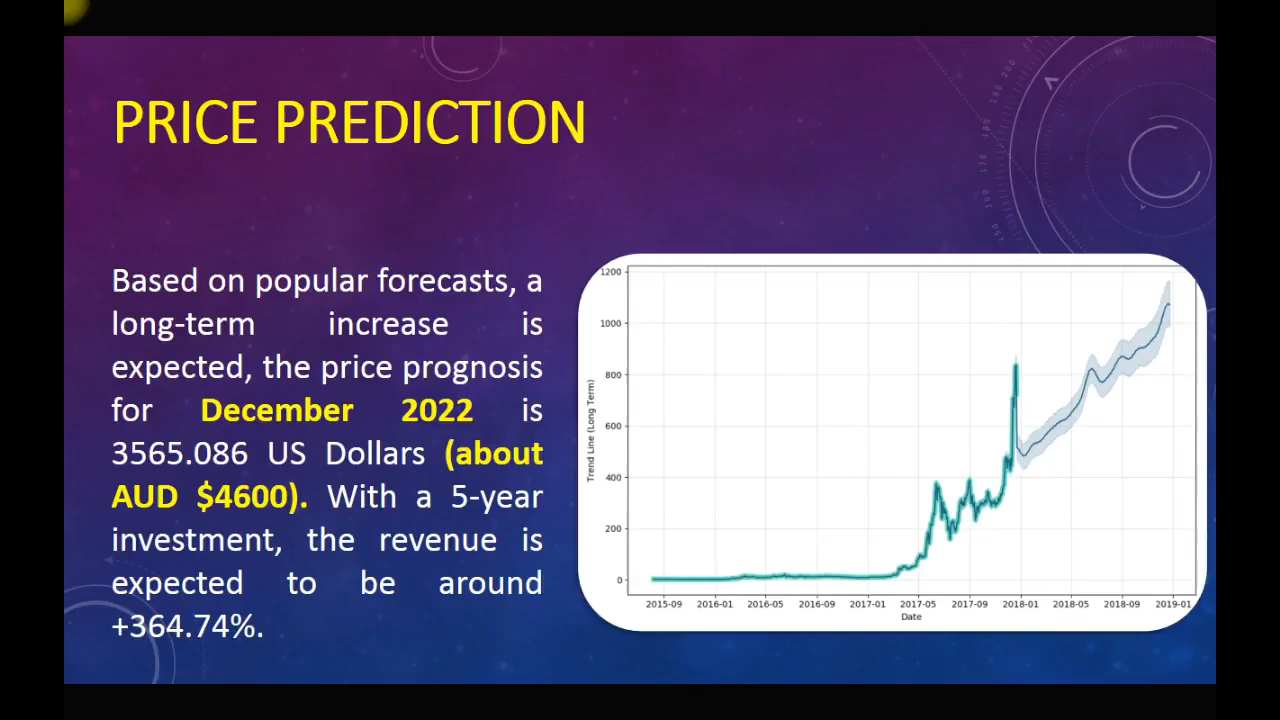 PRICE PREDICTION
Based on popular forecasts, a
long-term increase is
expected, the price prognosis
for December 2022 is
3565.086 US Dollars (about
AUD $4600). With a 5-year
investment, the revenue is
expected to be around
+364.74%.
1200
1000
800
600
400
200
0
Trend Line (Long Term)
2015-09 2016-01 2016-05 2016-09 2017-01 2017-05 2017-09 2018-01 2018-05 2018-09 2019-01
Date